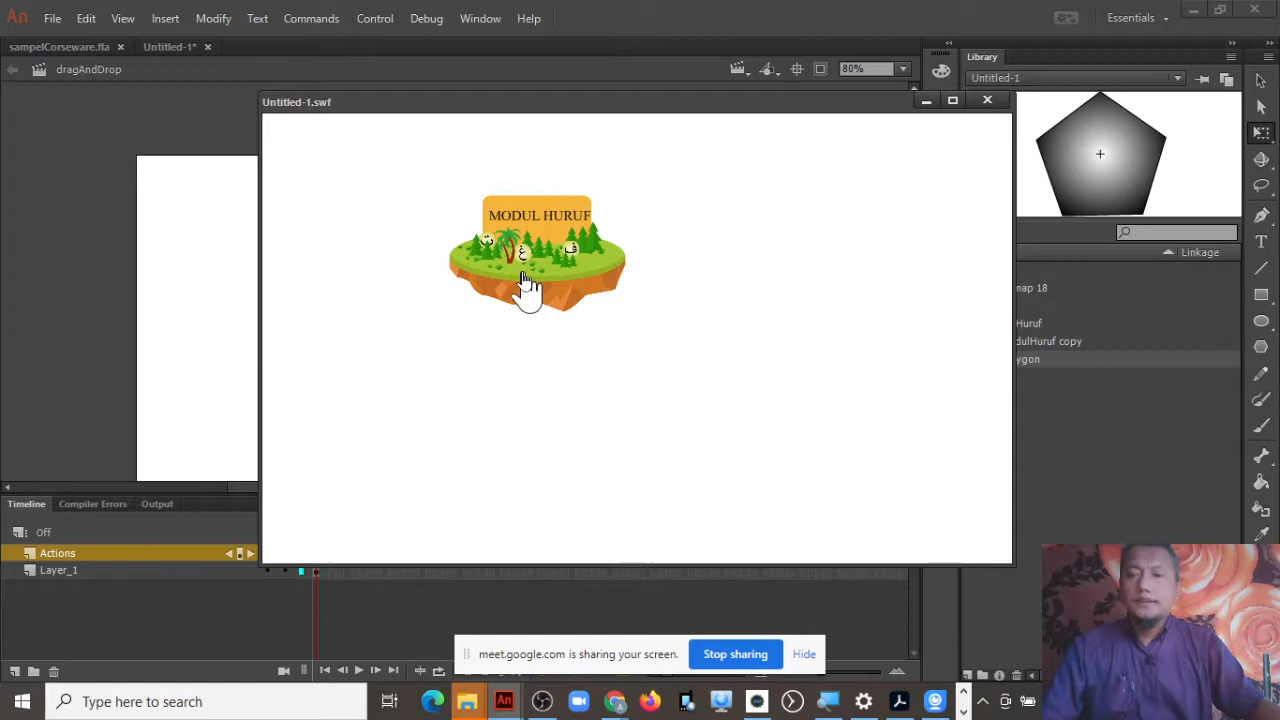 An File Edit View Insert Modify Text Commands Control Debug Window Help Essentials
sampelCorseware.fla Untitled-1*
dragAndDrop 80%
Library
Untitled-1
Untitled-1.swf
MODUL HURUF
ت غ ف
Linkage
map 18
Huruf
dulHuruf copy
ygon
Timeline Compiler Errors Output
Off
Actions
Layer_1
meet.google.com is sharing your screen. Stop sharing Hide
An
Type here to search